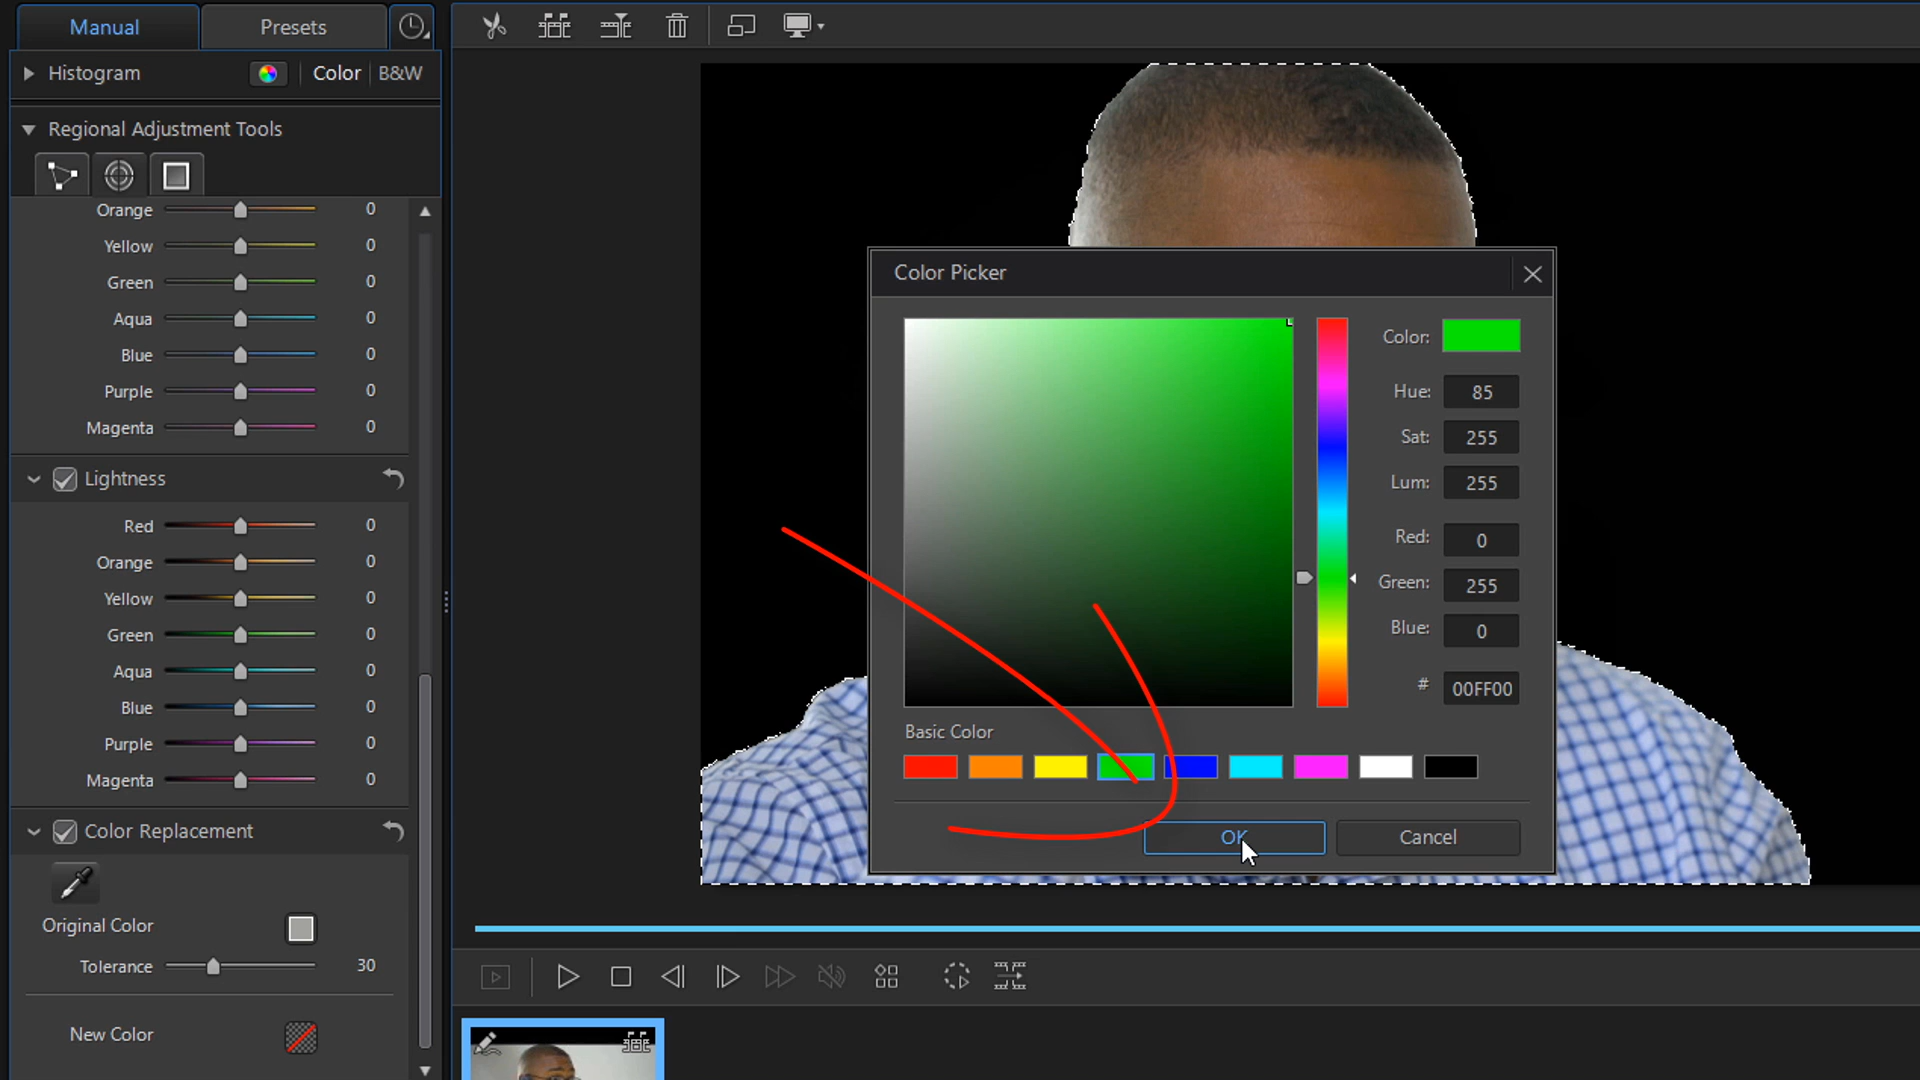 Manual
Presets
Histogram
Color
B&W
Regional Adjustment Tools
Orange 0
Yellow 0
Green 0
Aqua 0
Blue 0
Purple 0
Magenta 0
Lightness
Red 0
Orange 0
Yellow 0
Green 0
Aqua 0
Blue 0
Purple 0
Magenta 0
Color Replacement
Original Color
Tolerance 30
New Color
Color Picker
Color:
Hue: 85
Sat: 255
Lum: 255
Red: 0
Green: 255
Blue: 0
# 00FF00
Basic Color
OK
Cancel